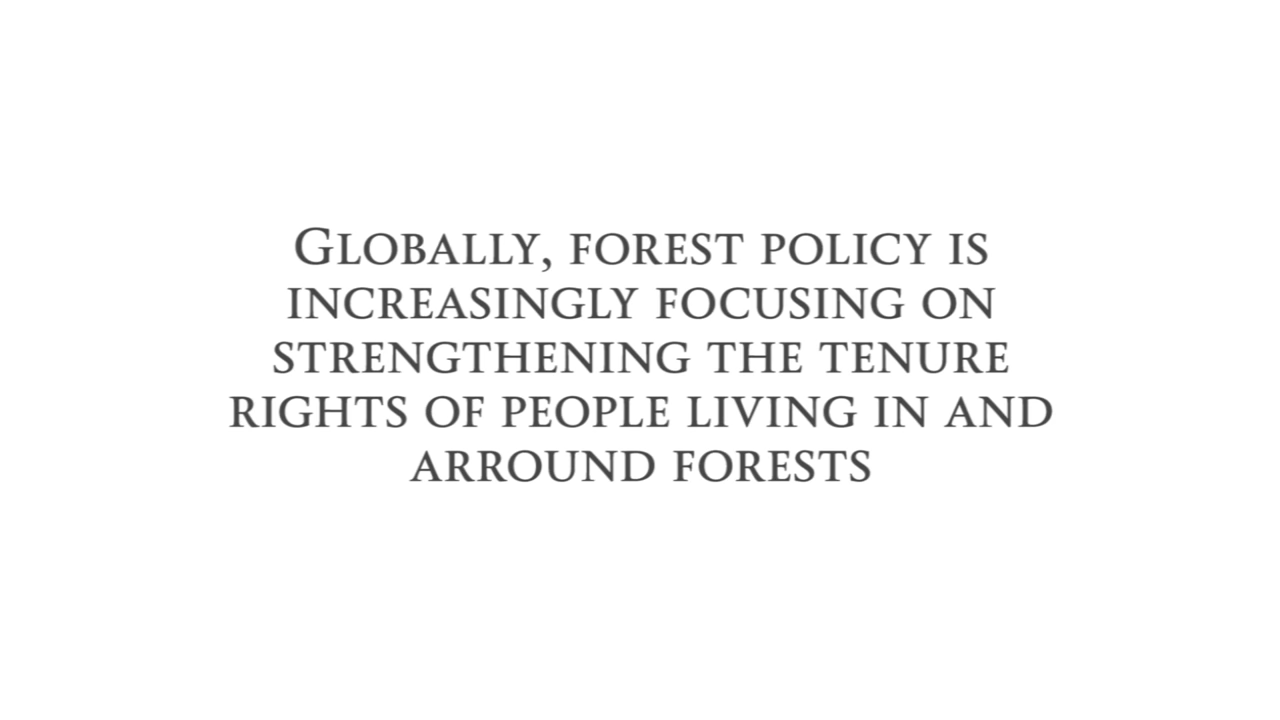 Globally, forest policy is
increasingly focusing on
strengthening the tenure
rights of people living in and
arround forests